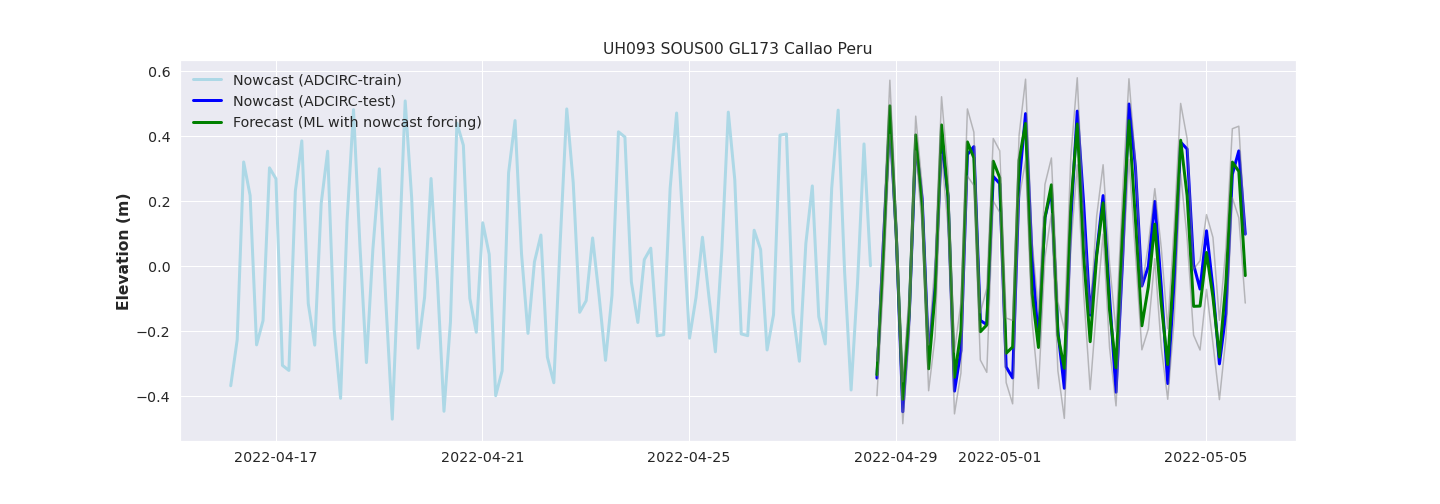 UH093 SOUS00 GL173 Callao Peru
Nowcast (ADCIRC-train)
Nowcast (ADCIRC-test)
Forecast (ML with nowcast forcing)
Elevation (m)
0.6
0.4
0.2
0.0
−0.2
−0.4
2022-04-17 2022-04-21 2022-04-25 2022-04-29 2022-05-01 2022-05-05